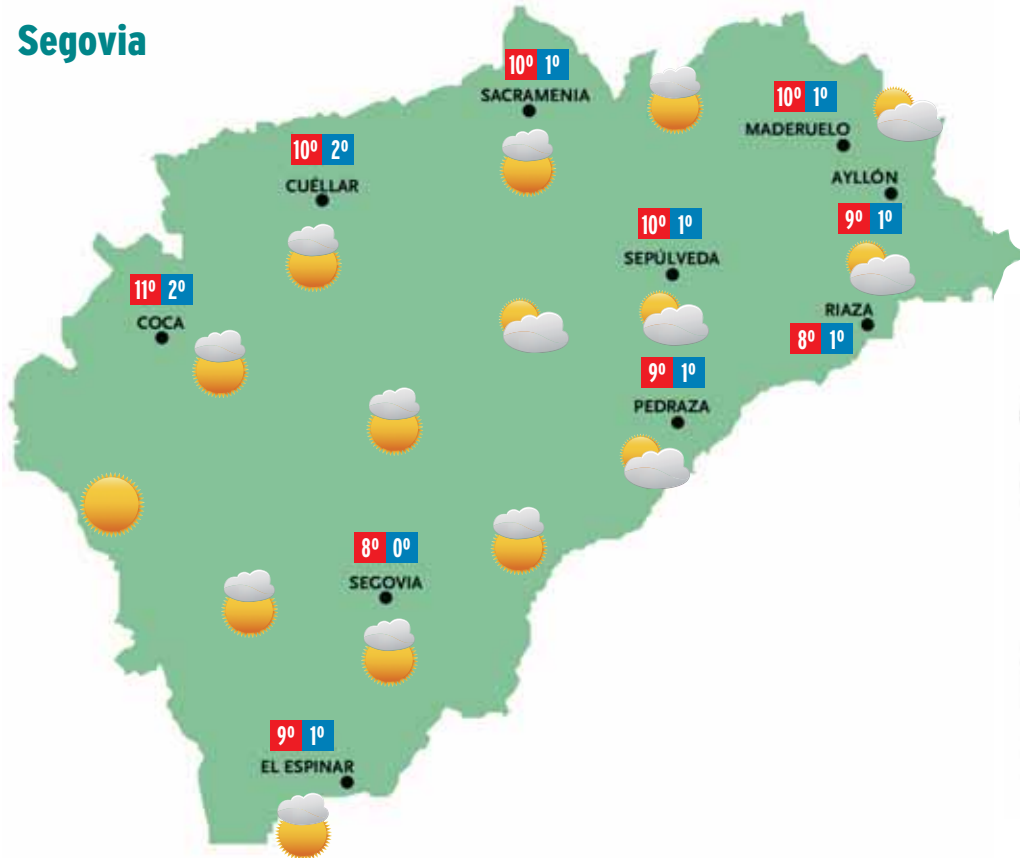 Segovia
10º 1º
SACRAMENIA
10º 1º
MADERUELO
10º 2º
CUÉLLAR
AYLLÓN
9º 1º
10º 1º
SEPÚLVEDA
11º 2º
COCA
RIAZA
8º 1º
9º 1º
PEDRAZA
8º 0º
SEGOVIA
9º 1º
EL ESPINAR